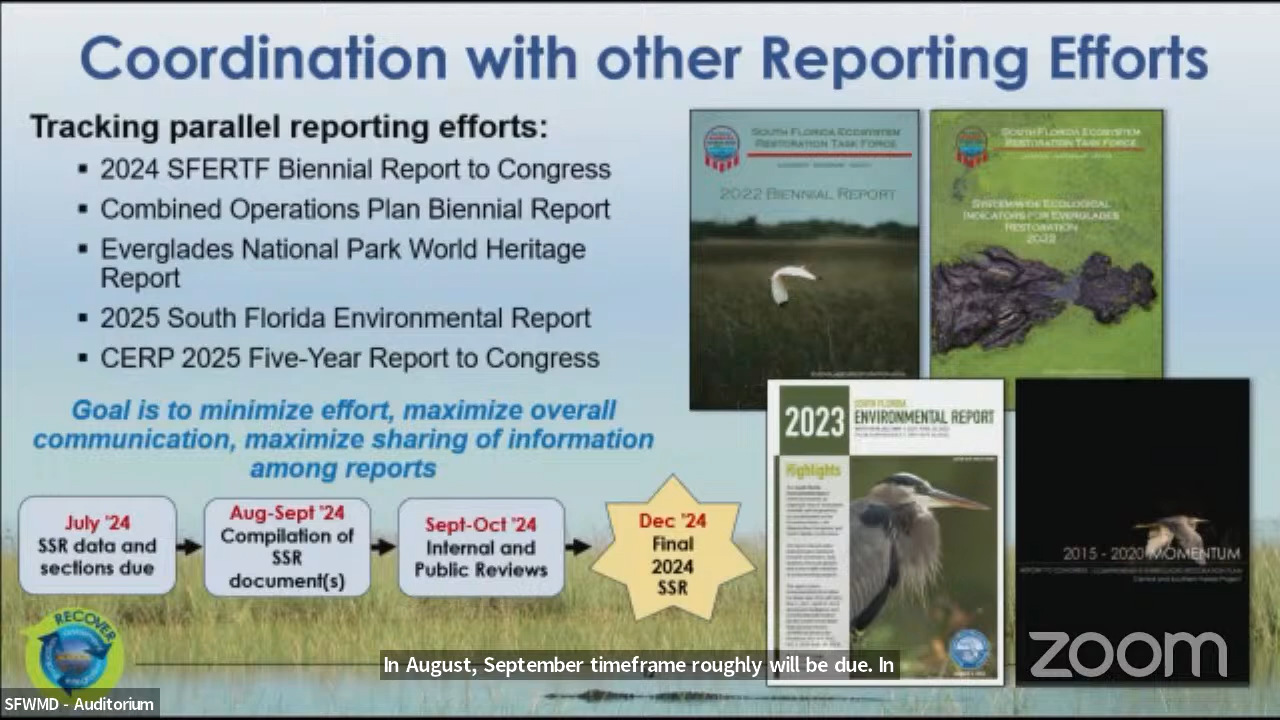 Coordination with other Reporting Efforts
Tracking parallel reporting efforts:
▪ 2024 SFERTF Biennial Report to Congress
▪ Combined Operations Plan Biennial Report
▪ Everglades National Park World Heritage
Report
▪ 2025 South Florida Environmental Report
▪ CERP 2025 Five-Year Report to Congress
Goal is to minimize effort, maximize overall
communication, maximize sharing of information
among reports
July '24
SSR data and
sections due
Aug-Sept '24
Compilation of
SSR
document(s)
Sept-Oct '24
Internal and
Public Reviews
Dec '24
Final
2024
SSR
South Florida Ecosystem
Restoration Task Force
2022 Biennial Report
South Florida Ecosystem
Restoration Task Force
Systemwide Ecological
Indicators for Everglades
Restoration
2022
2023
SOUTH FLORIDA
ENVIRONMENTAL REPORT
Highlights
2015 - 2020 MOMENTUM
RECOVER
zoom
In August, September timeframe roughly will be due. In
SFWMD - Auditorium